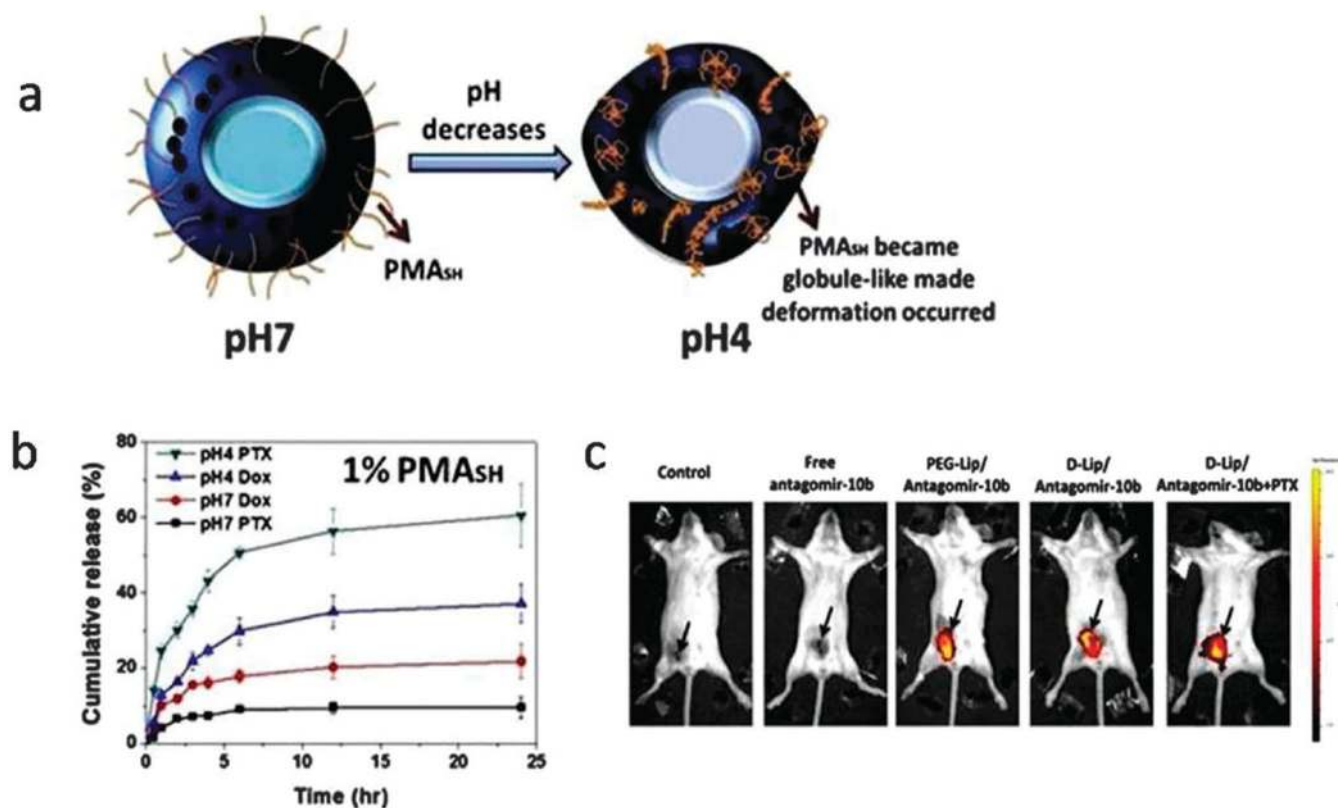 a
pH
decreases
PMASH
PMASH became
globule-like made
deformation occurred
pH7
pH4
b
80
60
40
20
0
Cumulative release (%)
pH4 PTX
pH4 Dox
pH7 Dox
pH7 PTX
1% PMASH
0 5 10 15 20 25
Time (hr)
c
Control
Free
antagomir-10b
PEG-Lip/
Antagomir-10b
D-Lip/
Antagomir-10b
D-Lip/
Antagomir-10b+PTX